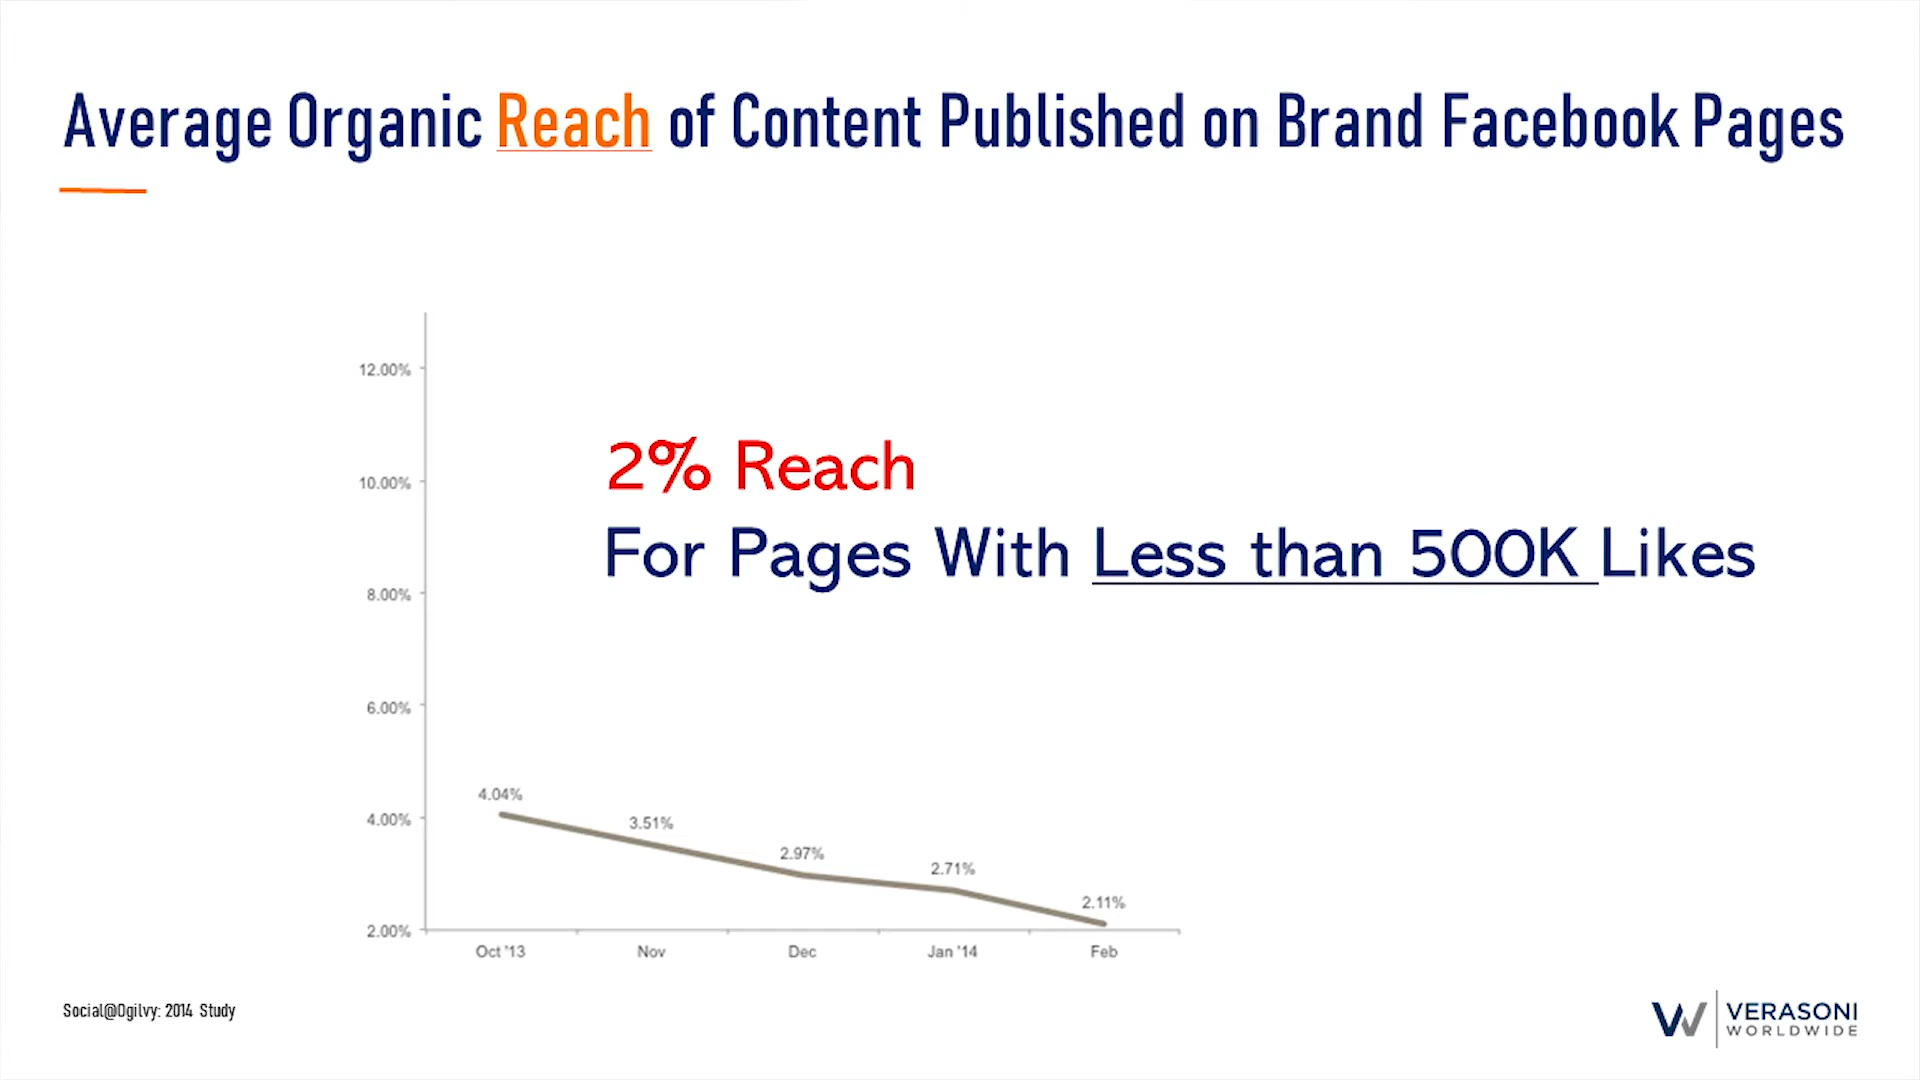 Average Organic Reach of Content Published on Brand Facebook Pages
12.00%
10.00%
8.00%
6.00%
4.00%
2.00%
2% Reach
For Pages With Less than 500K Likes
4.04%
3.51%
2.97%
2.71%
2.11%
Oct '13
Nov
Dec
Jan '14
Feb
Social@Ogilvy: 2014 Study
VERASONI
WORLDWIDE